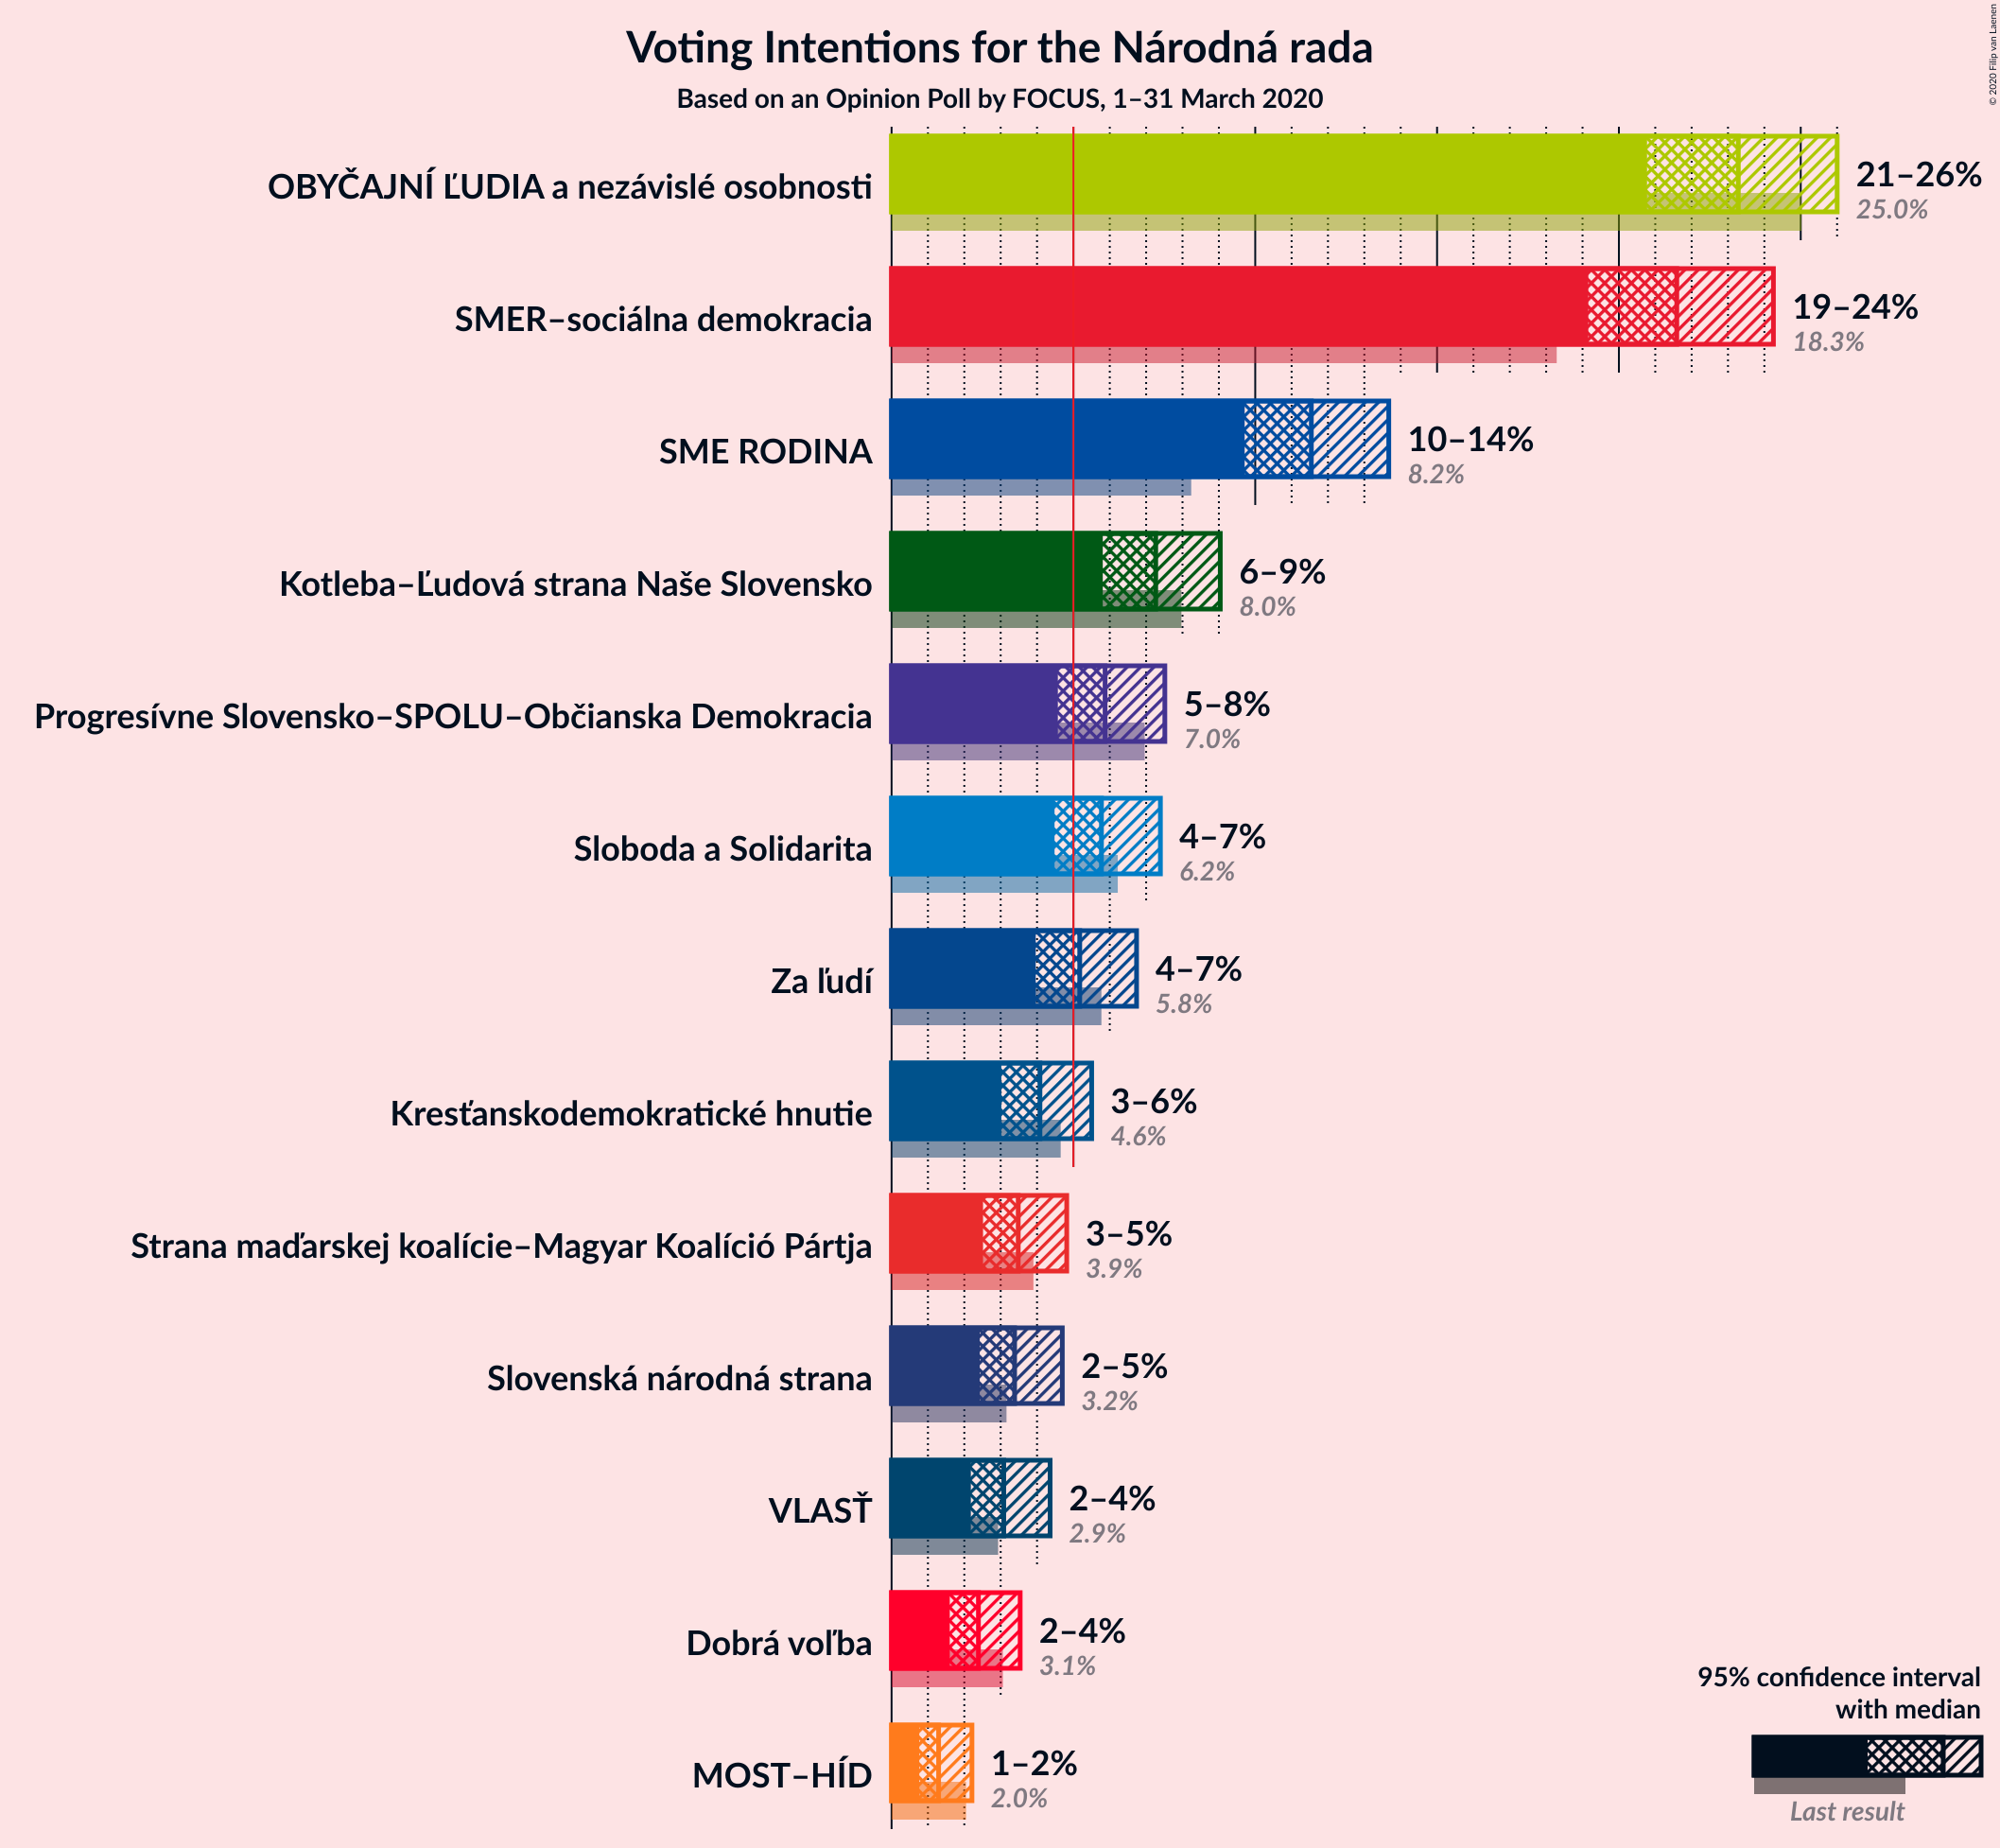 Voting Intentions for the Národná rada
Based on an Opinion Poll by FOCUS, 1–31 March 2020
© 2020 Filip van Laenen
OBYČAJNÍ ĽUDIA a nezávislé osobnosti
21–26%
25.0%
SMER–sociálna demokracia
19–24%
18.3%
SME RODINA
10–14%
8.2%
Kotleba–Ľudová strana Naše Slovensko
6–9%
8.0%
Progresívne Slovensko–SPOLU–Občianska Demokracia
5–8%
7.0%
Sloboda a Solidarita
4–7%
6.2%
Za ľudí
4–7%
5.8%
Kresťanskodemokratické hnutie
3–6%
4.6%
Strana maďarskej koalície–Magyar Koalíció Pártja
3–5%
3.9%
Slovenská národná strana
2–5%
3.2%
VLASŤ
2–4%
2.9%
Dobrá voľba
2–4%
3.1%
MOST–HÍD
1–2%
2.0%
95% confidence interval
with median
Last result